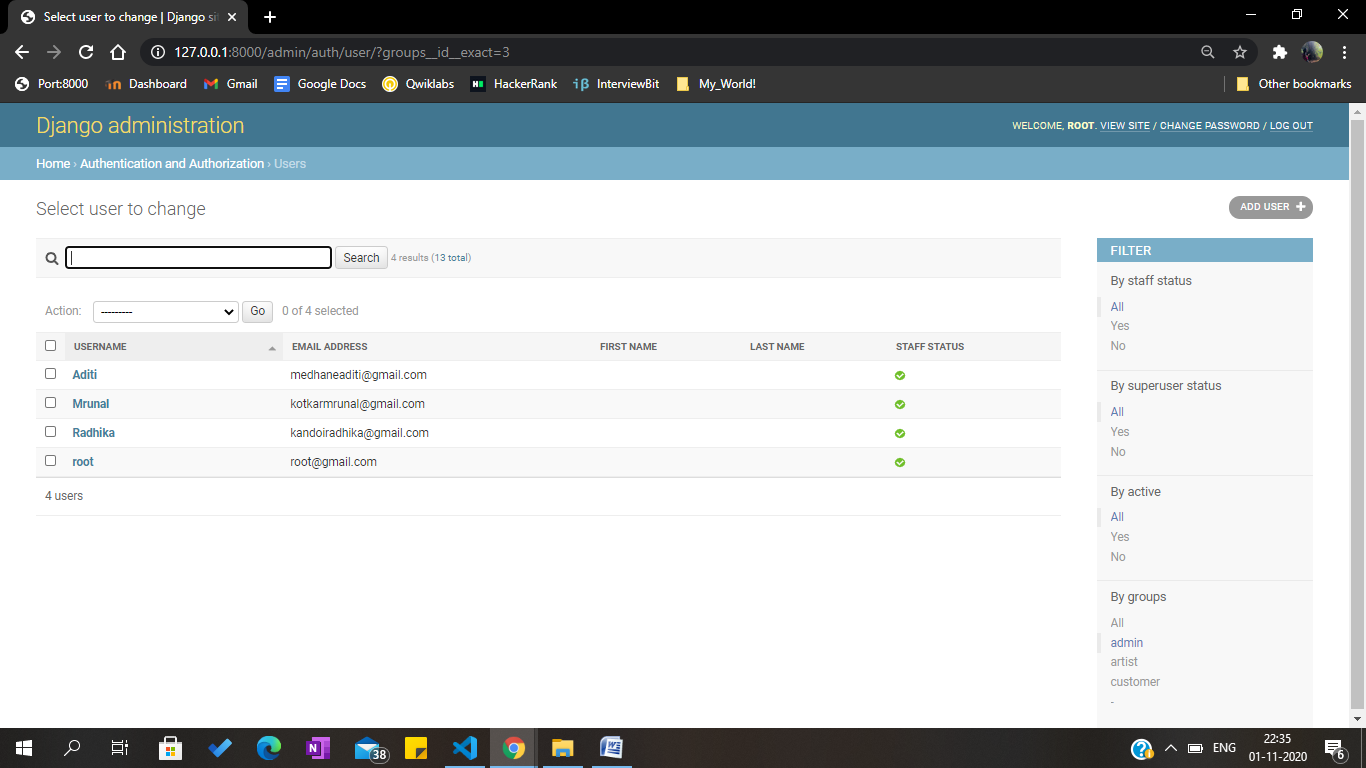 Select user to change | Django si
127.0.0.1:8000/admin/auth/user/?groups__id__exact=3
Port:8000 Dashboard Gmail Google Docs Qwiklabs HackerRank InterviewBit My_World! Other bookmarks
Django administration
WELCOME, ROOT. VIEW SITE / CHANGE PASSWORD / LOG OUT
Home › Authentication and Authorization › Users
Select user to change
ADD USER +
Search 4 results (13 total)
Action: --------- Go 0 of 4 selected
USERNAME EMAIL ADDRESS FIRST NAME LAST NAME STAFF STATUS
Aditi medhaneaditi@gmail.com
Mrunal kotkarmrunal@gmail.com
Radhika kandoiradhika@gmail.com
root root@gmail.com
4 users
FILTER
By staff status
All
Yes
No
By superuser status
All
Yes
No
By active
All
Yes
No
By groups
All
admin
artist
customer
-
38
ENG
22:35
01-11-2020
6